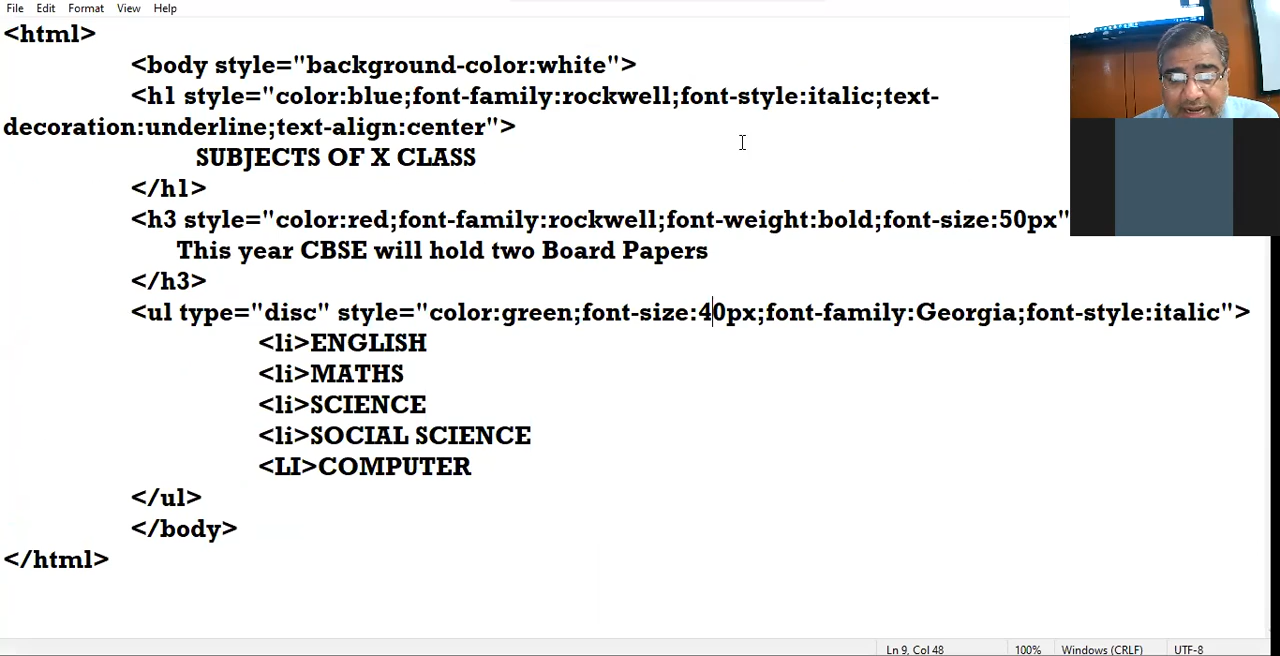 File Edit Format View Help
<html>
<body style="background-color:white">
<h1 style="color:blue;font-family:rockwell;font-style:italic;text-
decoration:underline;text-align:center">
SUBJECTS OF X CLASS
</h1>
<h3 style="color:red;font-family:rockwell;font-weight:bold;font-size:50px"
This year CBSE will hold two Board Papers
</h3>
<ul type="disc" style="color:green;font-size:40px;font-family:Georgia;font-style:italic">
<li>ENGLISH
<li>MATHS
<li>SCIENCE
<li>SOCIAL SCIENCE
<LI>COMPUTER
</ul>
</body>
</html>
Ln 9, Col 48 100% Windows (CRLF) UTF-8